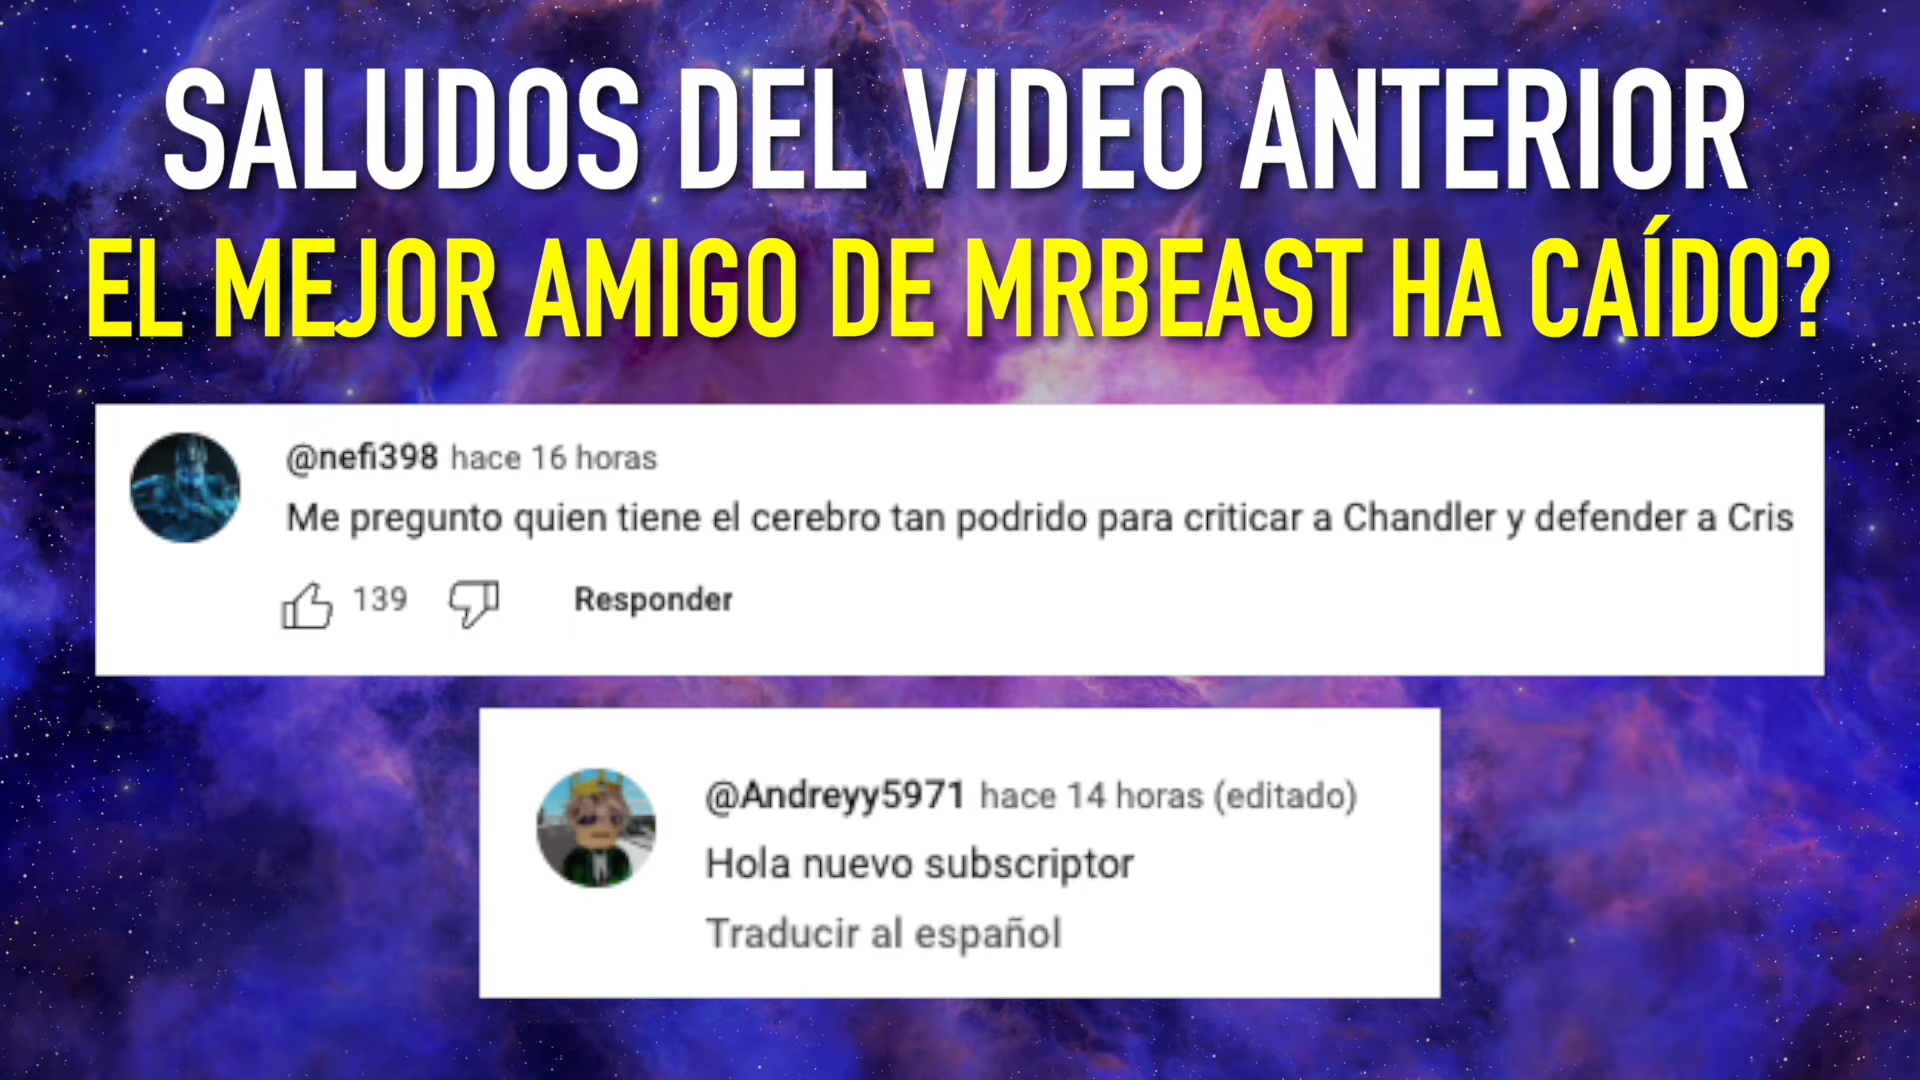 SALUDOS DEL VIDEO ANTERIOR
EL MEJOR AMIGO DE MRBEAST HA CAÍDO?
@nefi398 hace 16 horas
Me pregunto quien tiene el cerebro tan podrido para criticar a Chandler y defender a Cris
139 Responder
@Andreyy5971 hace 14 horas (editado)
Hola nuevo subscriptor
Traducir al español